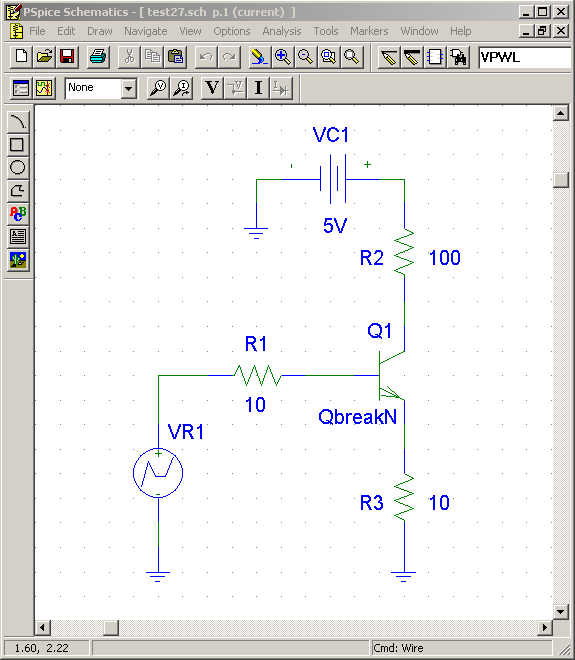 PSpice Schematics - [ test27.sch p.1 (current) ]
File Edit Draw Navigate View Options Analysis Tools Markers Window Help
VPWL
None V I V I
ABC
VC1
+
5V
R2 100
Q1
R1
10
QbreakN
VR1
+
-
R3 10
1.60, 2.22 Cmd: Wire